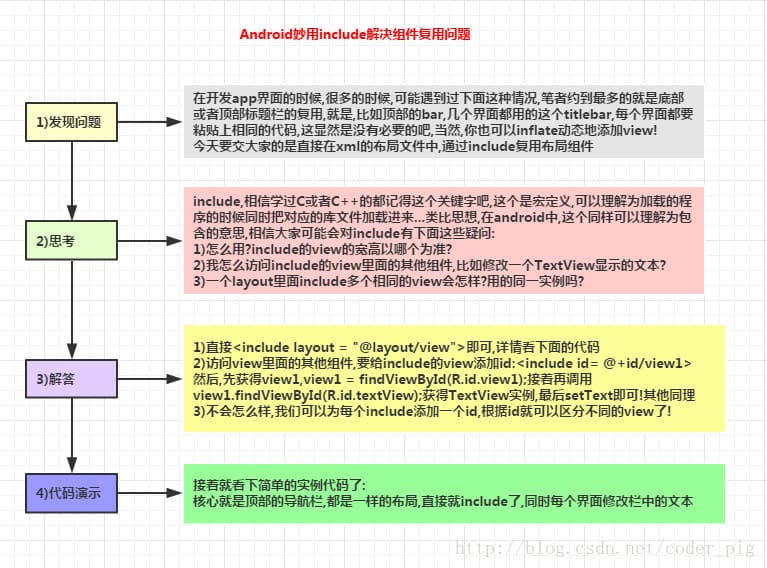 Android妙用include解决组件复用问题
1)发现问题
在开发app界面的时候,很多的时候,可能遇到过下面这种情况,笔者约到最多的就是底部
或者顶部标题栏的复用,就是,比如顶部的bar,几个界面都用的这个titlebar,每个界面都要
粘贴上相同的代码,这显然是没有必要的吧,当然,你也可以inflate动态地添加view!
今天要交大家的是直接在xml的布局文件中,通过include复用布局组件
2)思考
include,相信学过C或者C++的都记得这个关键字吧,这个是宏定义,可以理解为加载的程
序的时候同时把对应的库文件加载进来...类比思想,在android中,这个同样可以理解为包
含的意思,相信大家可能会对include有下面这些疑问:
1)怎么用?include的view的宽高以哪个为准?
2)我怎么访问include的view里面的其他组件,比如修改一个TextView显示的文本?
3)一个layout里面include多个相同的view会怎样?用的同一实例吗?
3)解答
1)直接<include layout = "@layout/view">即可,详情看下面的代码
2)访问view里面的其他组件,要给include的view添加id:<include id= @+id/view1>
然后,先获得view1,view1 = findViewById(R.id.view1);接着再调用
view1.findViewById(R.id.textView);获得TextView实例,最后setText即可!其他同理
3)不会怎么样,我们可以为每个include添加一个id,根据id就可以区分不同的view了!
4)代码演示
接着就看下简单的实例代码了:
核心就是顶部的导航栏,都是一样的布局,直接就include了,同时每个界面修改栏中的文本
http://blog.csdn.net/coder_pig